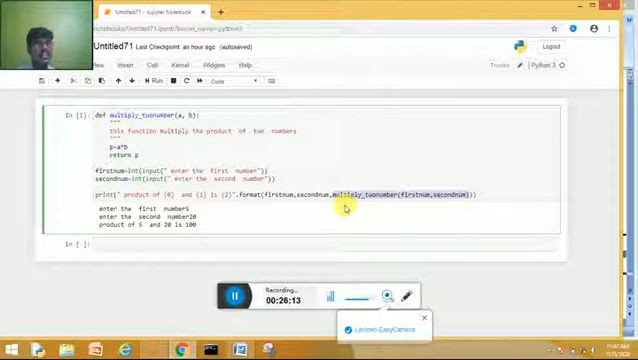 Untitled71 - Jupyter Notebook
Untitled71 Last Checkpoint: an hour ago (autosaved)
Logout
View Insert Cell Kernel Widgets
Trusted
Python 3
Run
Code
In [1]:
def multiply_twonumber(a, b):
"""
this function multiply the product of two numbers
"""
p=a*b
return p
firstnum=int(input(" enter the first number"))
secondnum=int(input(" enter the second number"))
print(" product of {0} and {1} is {2}".format(firstnum,secondnum,multiply_twonumber(firstnum,secondnum)))
enter the first number5
enter the second number20
product of 5 and 20 is 100
In [ ]:
Recording...
00:26:13
Lenovo EasyCamera